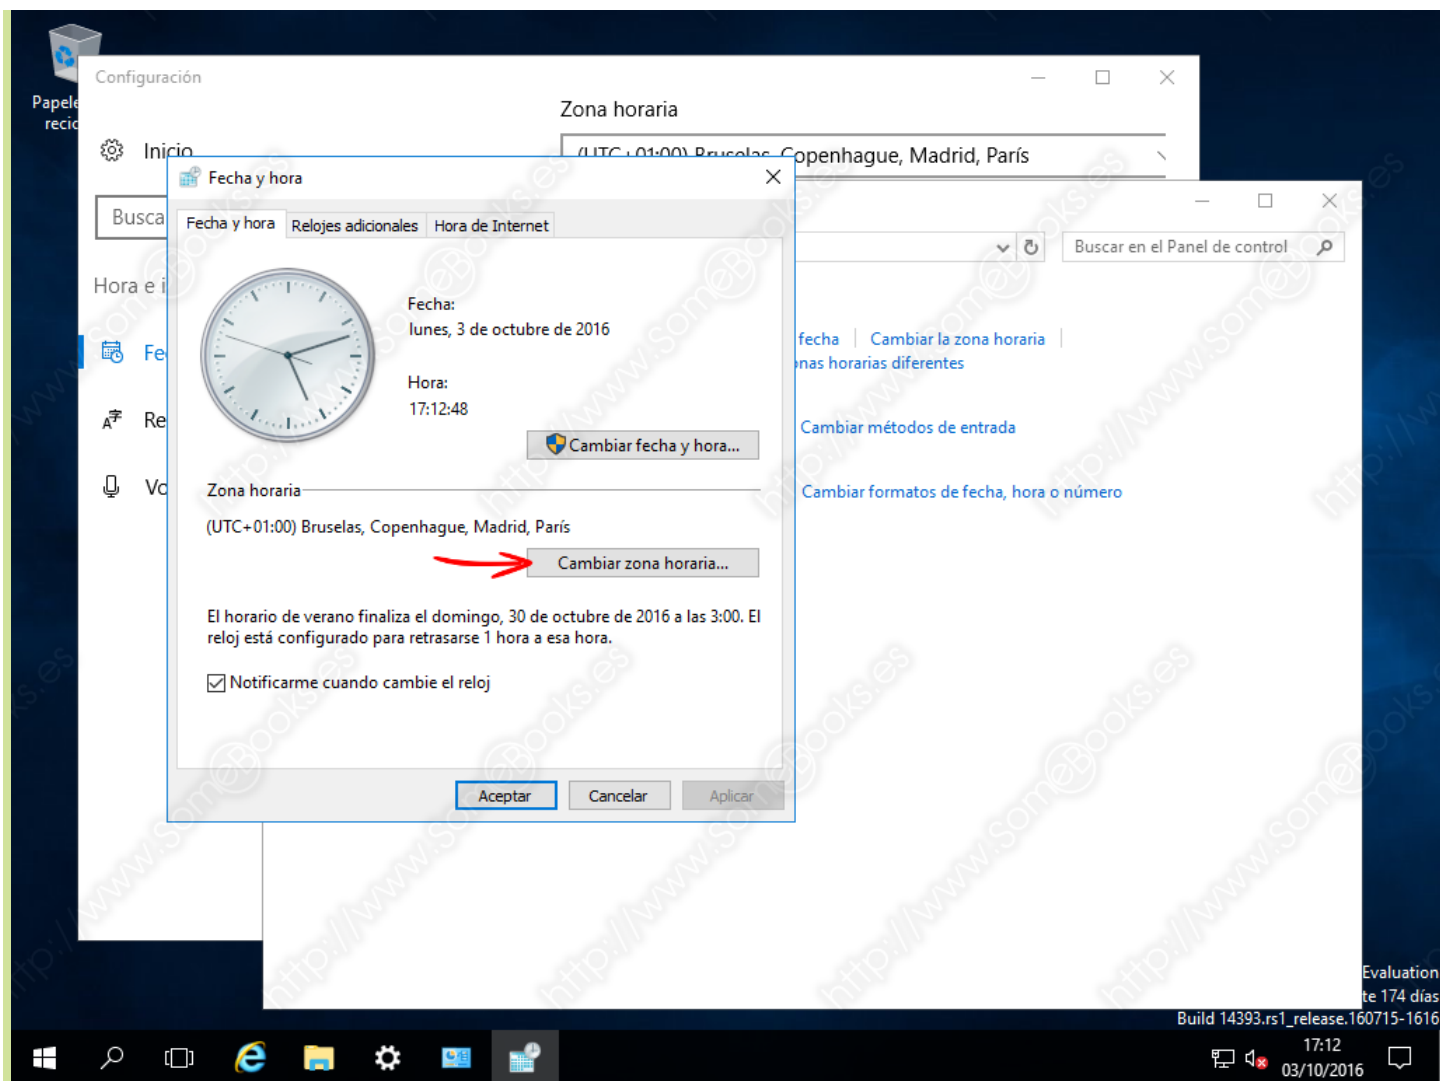 Papele
recic
Configuración
Zona horaria
Inicio
(UTC+01:00) Bruselas, Copenhague, Madrid, París
Busca
Hora e i
Fe
Re
Vo
Fecha y hora
Fecha y hora
Relojes adicionales
Hora de Internet
Fecha:
lunes, 3 de octubre de 2016
Hora:
17:12:48
Cambiar fecha y hora...
Zona horaria
(UTC+01:00) Bruselas, Copenhague, Madrid, París
Cambiar zona horaria...
El horario de verano finaliza el domingo, 30 de octubre de 2016 a las 3:00. El
reloj está configurado para retrasarse 1 hora a esa hora.
Notificarme cuando cambie el reloj
Aceptar
Cancelar
Aplicar
Buscar en el Panel de control
fecha
Cambiar la zona horaria
onas horarias diferentes
Cambiar métodos de entrada
Cambiar formatos de fecha, hora o número
http://www.SomeBooks.es
Evaluation
te 174 días
Build 14393.rs1_release.160715-1616
17:12
03/10/2016